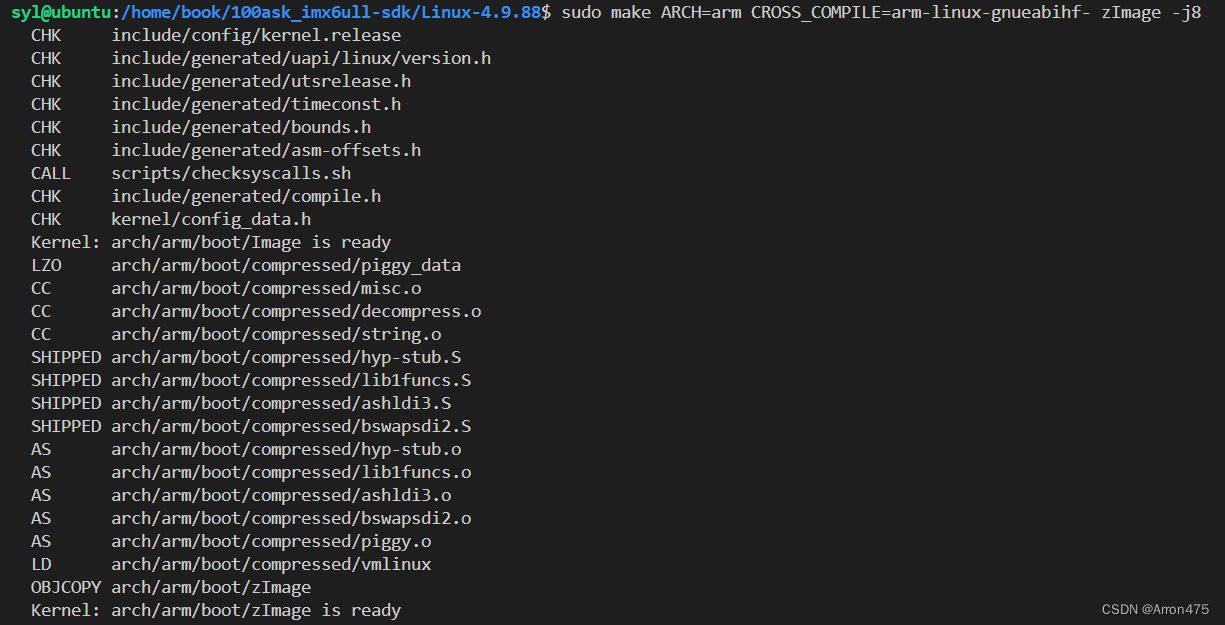 syl@ubuntu:/home/book/100ask_imx6ull-sdk/Linux-4.9.88$ sudo make ARCH=arm CROSS_COMPILE=arm-linux-gnueabihf- zImage -j8
CHK include/config/kernel.release
CHK include/generated/uapi/linux/version.h
CHK include/generated/utsrelease.h
CHK include/generated/timeconst.h
CHK include/generated/bounds.h
CHK include/generated/asm-offsets.h
CALL scripts/checksyscalls.sh
CHK include/generated/compile.h
CHK kernel/config_data.h
Kernel: arch/arm/boot/Image is ready
LZO arch/arm/boot/compressed/piggy_data
CC arch/arm/boot/compressed/misc.o
CC arch/arm/boot/compressed/decompress.o
CC arch/arm/boot/compressed/string.o
SHIPPED arch/arm/boot/compressed/hyp-stub.S
SHIPPED arch/arm/boot/compressed/lib1funcs.S
SHIPPED arch/arm/boot/compressed/ashldi3.S
SHIPPED arch/arm/boot/compressed/bswapsdi2.S
AS arch/arm/boot/compressed/hyp-stub.o
AS arch/arm/boot/compressed/lib1funcs.o
AS arch/arm/boot/compressed/ashldi3.o
AS arch/arm/boot/compressed/bswapsdi2.o
AS arch/arm/boot/compressed/piggy.o
LD arch/arm/boot/compressed/vmlinux
OBJCOPY arch/arm/boot/zImage
Kernel: arch/arm/boot/zImage is ready
CSDN @Arron475